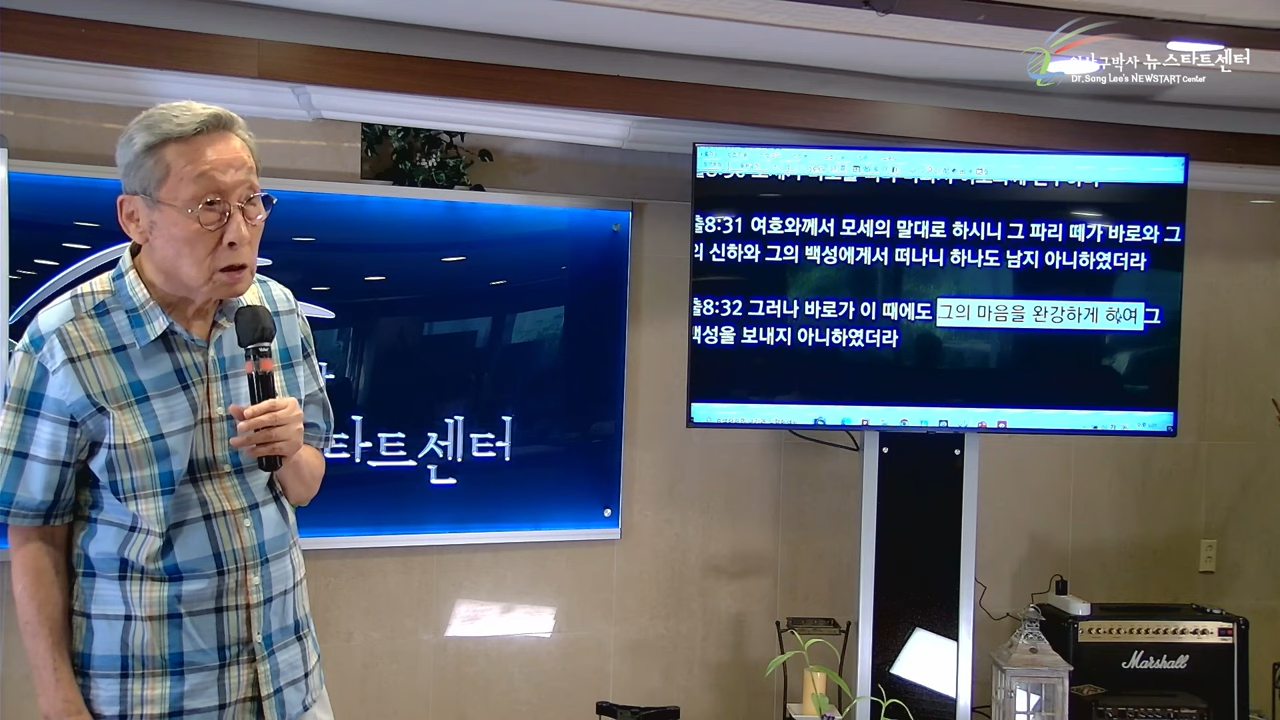 뉴스타트센터
Dr. Sang Lee's NEWSTART Center
출8:31 여호와께서 모세의 말대로 하시니 그 파리 떼가 바로와 그
의 신하와 그의 백성에게서 떠나니 하나도 남지 아니하였더라
출8:32 그러나 바로가 이 때에도 그의 마음을 완강하게 하여 그
백성을 보내지 아니하였더라
타트센터
Marshall